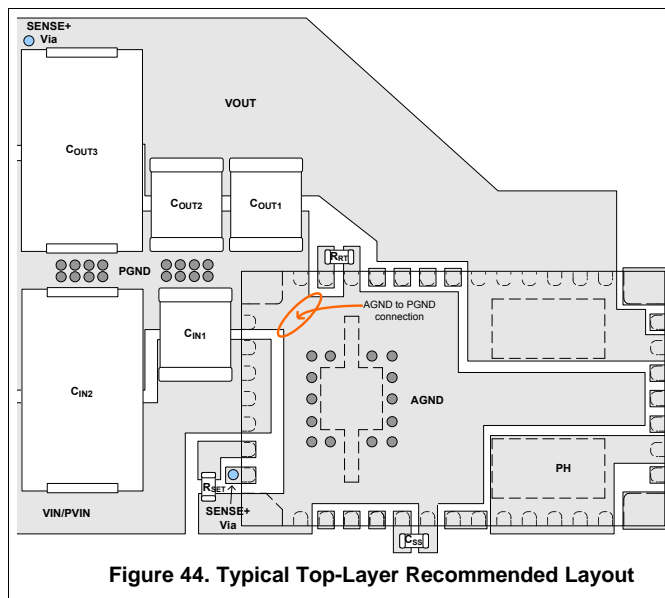 SENSE+
Via
VOUT
COUT3
COUT2
COUT1
PGND
RRT
AGND to PGND
connection
CIN1
CIN2
AGND
PH
RSET
SENSE+
Via
VIN/PVIN
CSS
Figure 44. Typical Top-Layer Recommended Layout